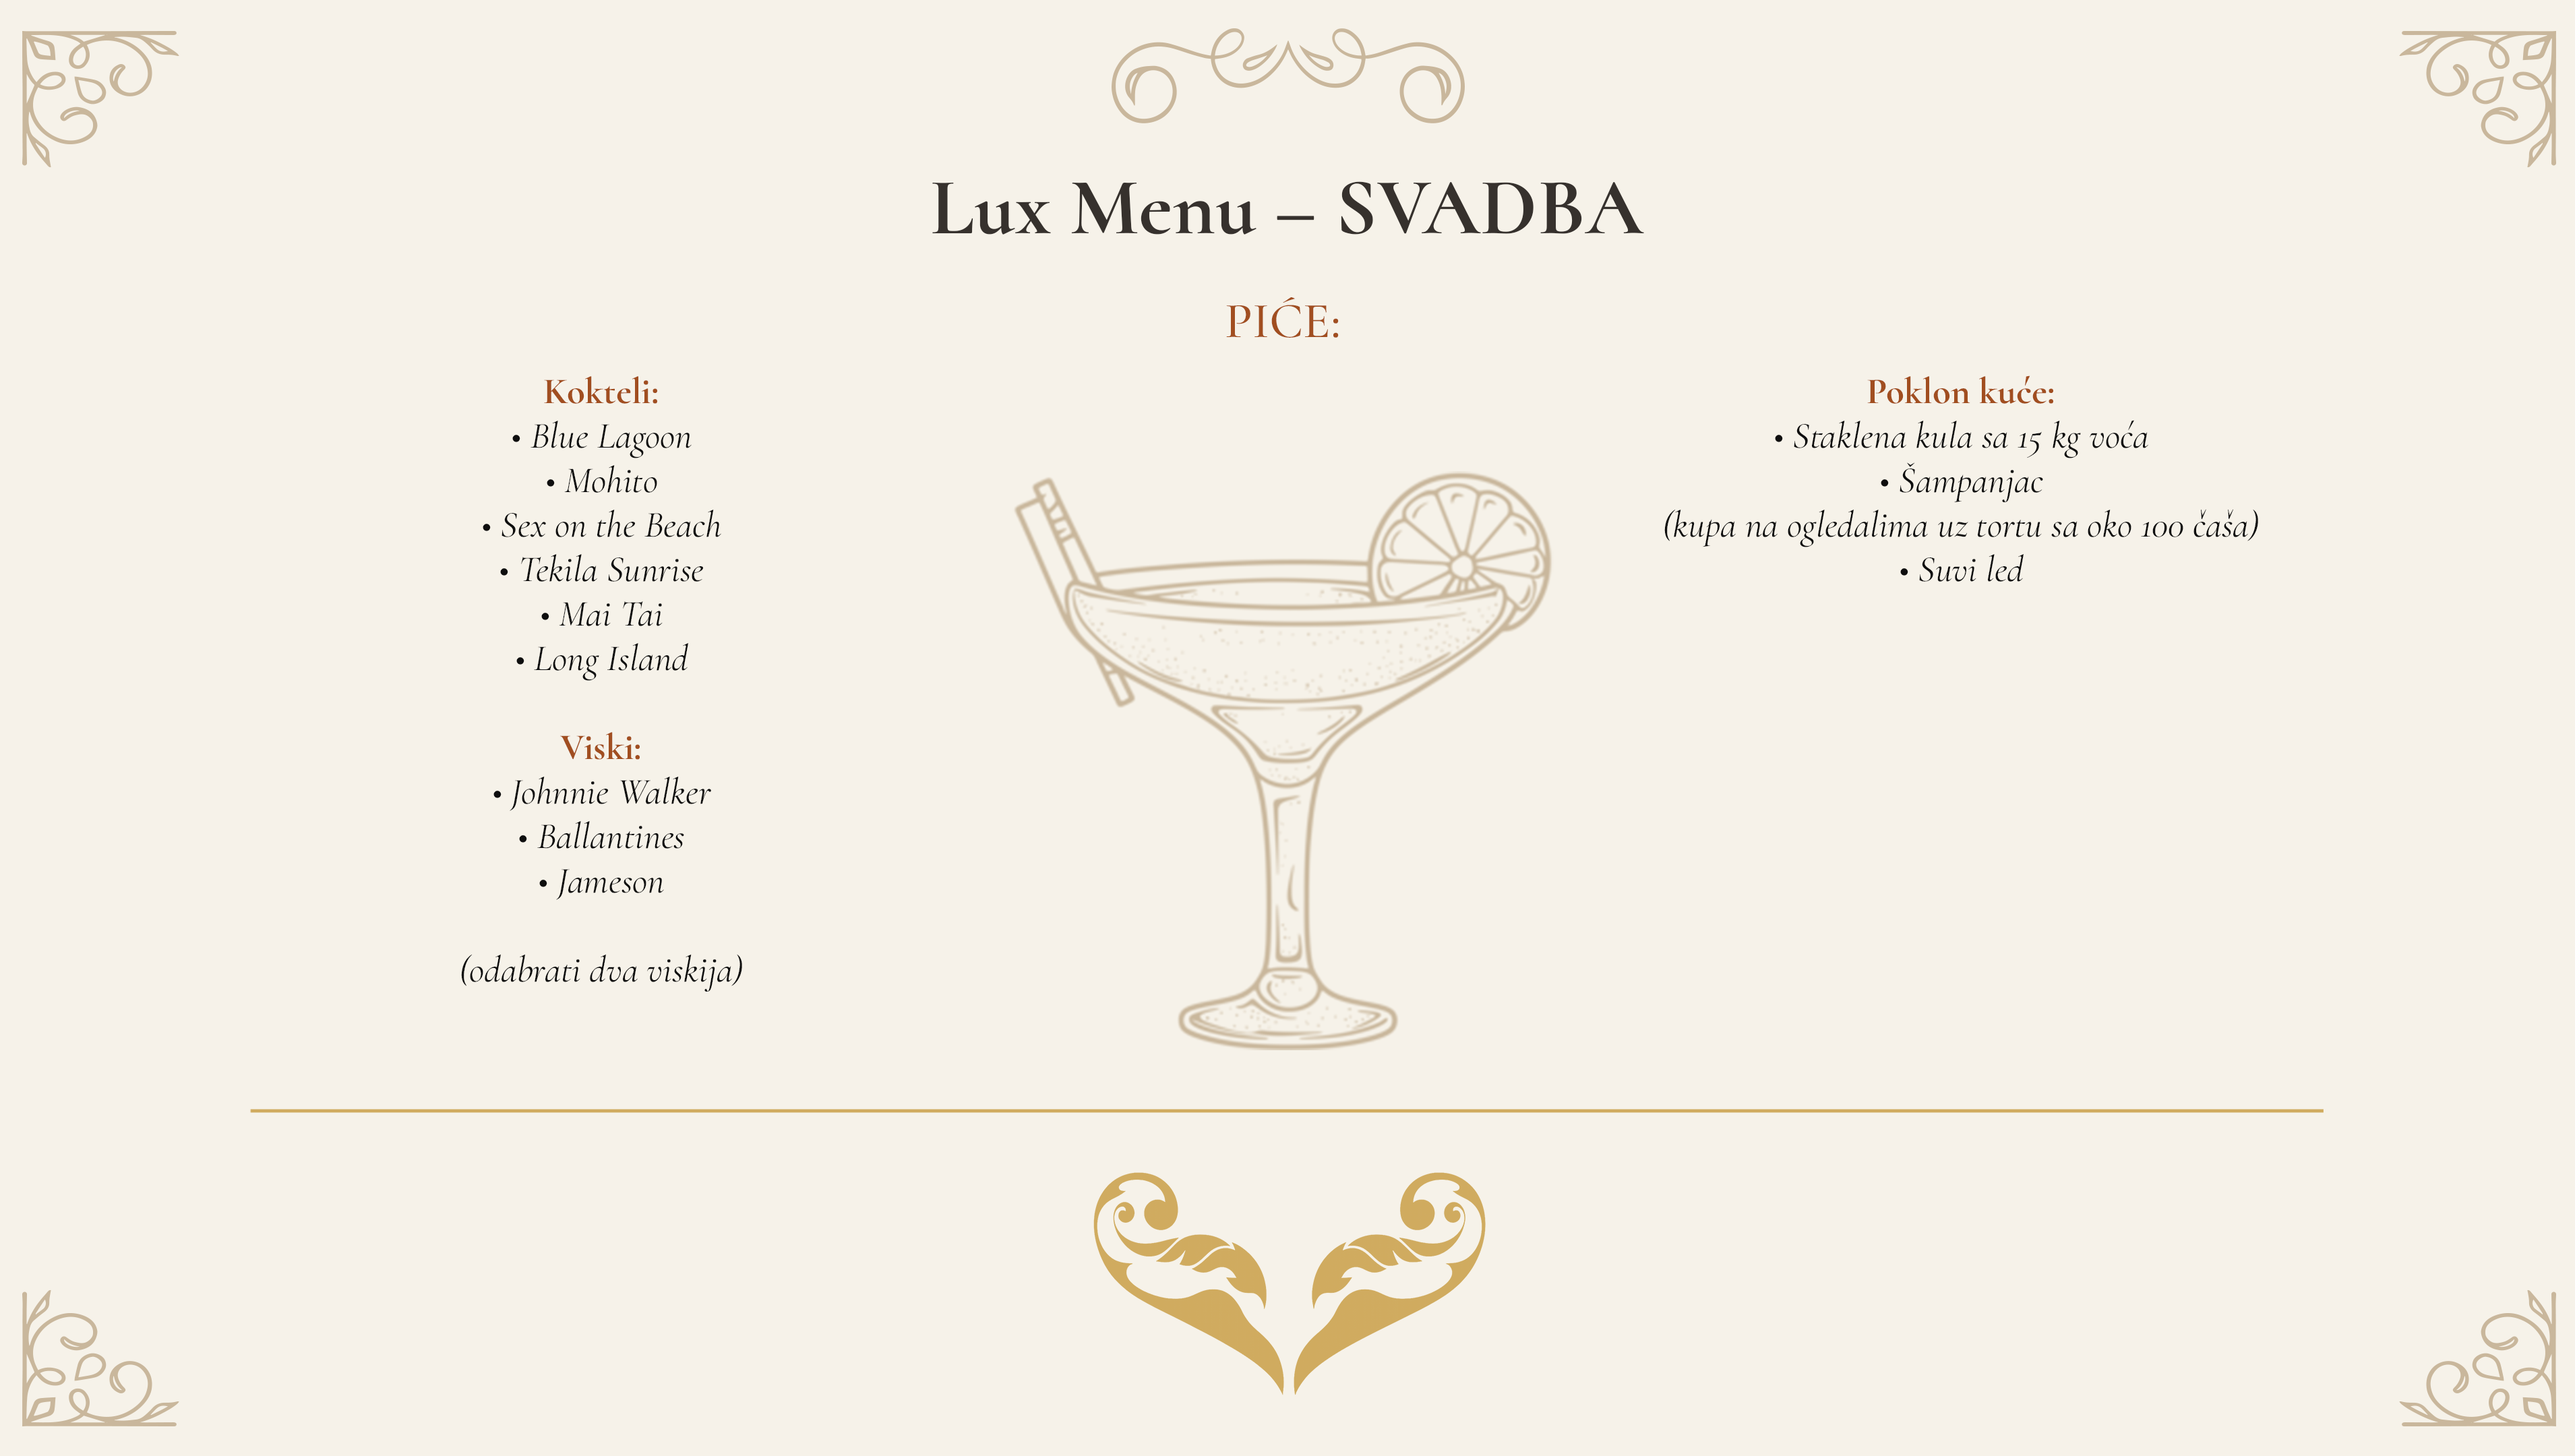 Lux Menu – SVADBA
PIĆE:
Kokteli:
• Blue Lagoon
• Mohito
• Sex on the Beach
• Tekila Sunrise
• Mai Tai
• Long Island
Viski:
• Johnnie Walker
• Ballantines
• Jameson
(odabrati dva viskija)
Poklon kuće:
• Staklena kula sa 15 kg voća
• Šampanjac
(kupa na ogledalima uz tortu sa oko 100 čaša)
• Suvi led